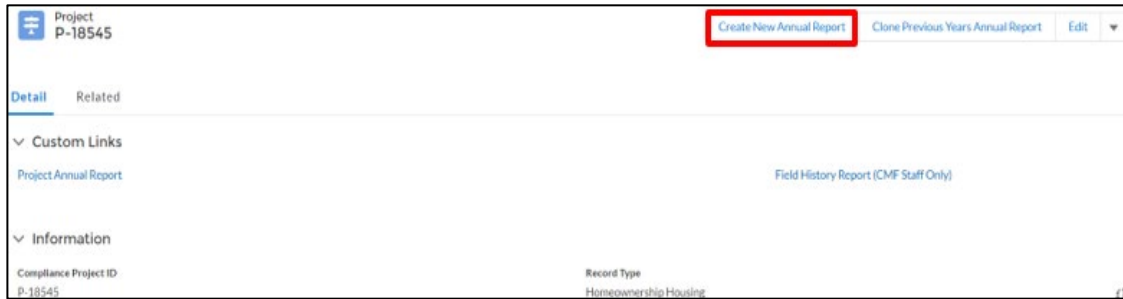 Project
P-18545
Create New Annual Report Clone Previous Years Annual Report Edit
Detail Related
Custom Links
Project Annual Report Field History Report (CMF Staff Only)
Information
Compliance Project ID Record Type
P-18545 Homeownership Housing